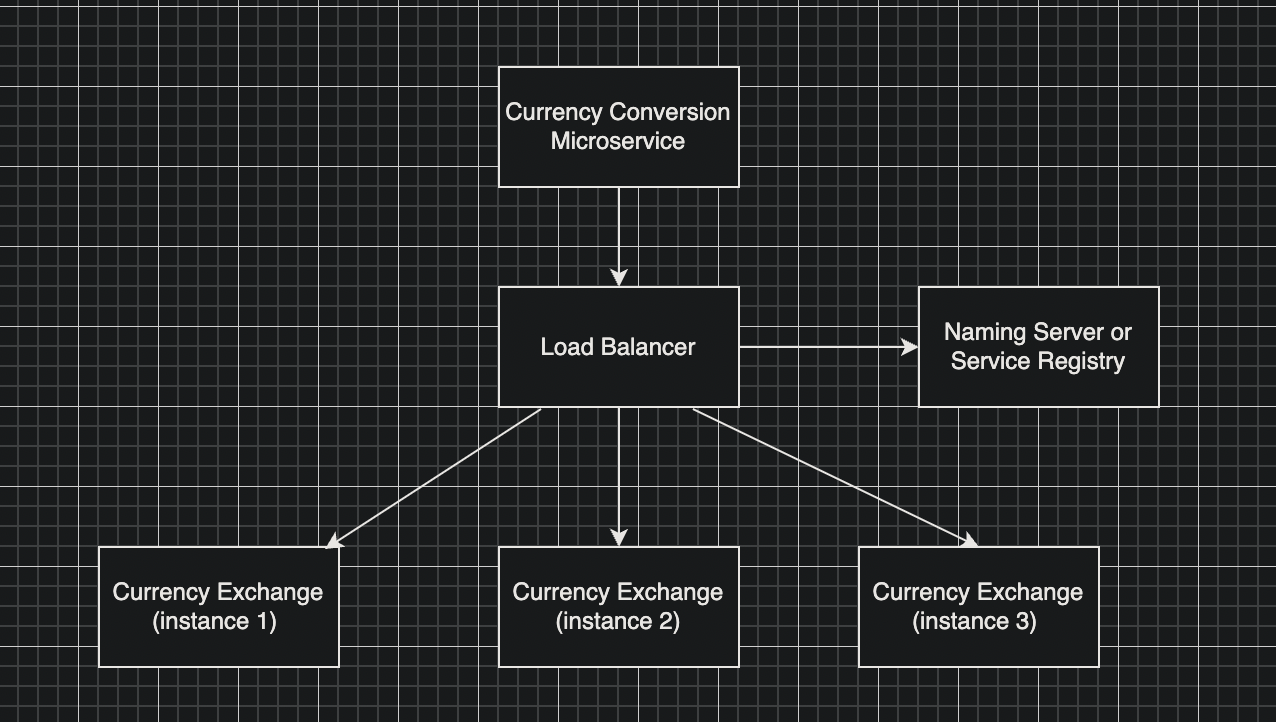 Currency Conversion
Microservice
Load Balancer
Naming Server or
Service Registry
Currency Exchange
(instance 1)
Currency Exchange
(instance 2)
Currency Exchange
(instance 3)